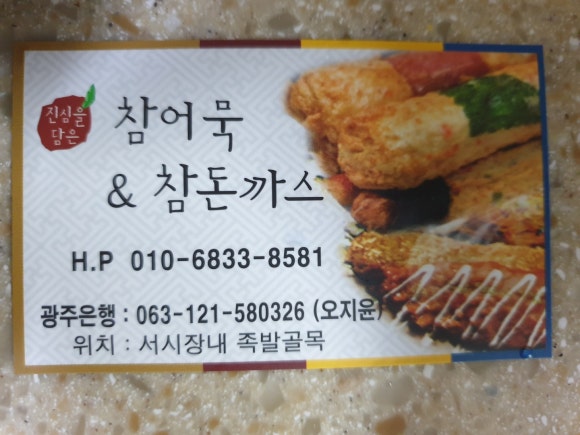 진심을
담은
참어묵
& 참돈까스
H.P 010-6833-8581
광주은행 : 063-121-580326 (오지윤)
위치 : 서시장내 족발골목